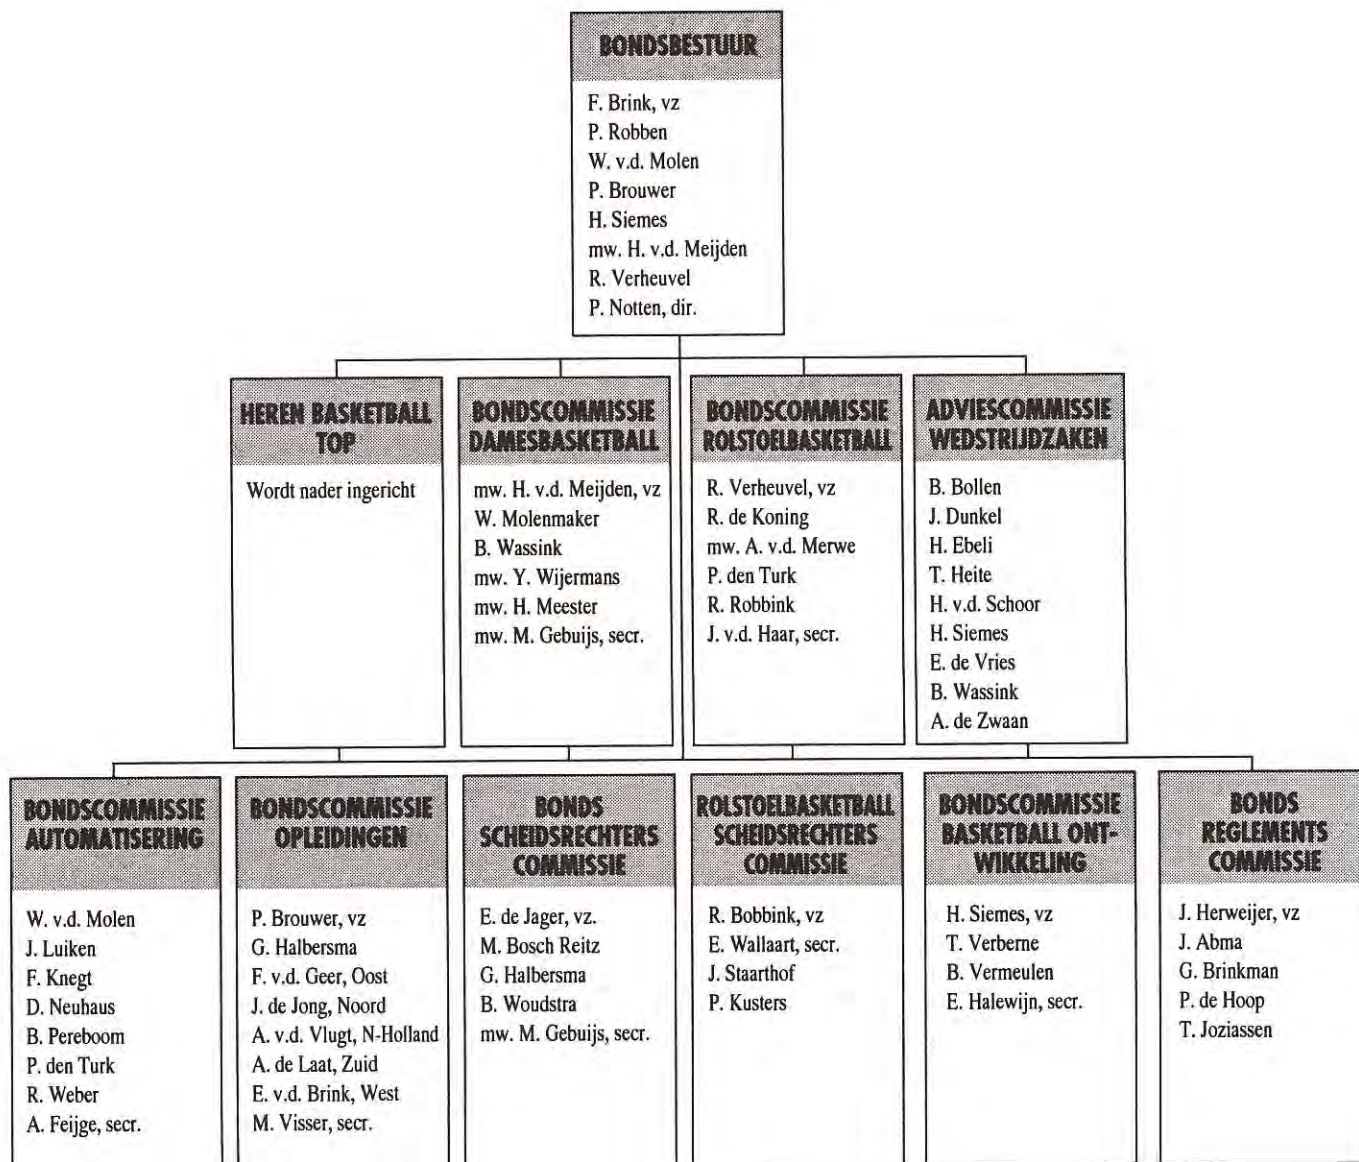 BONDSBESTUUR
F. Brink, vz
P. Robben
W. v.d. Molen
P. Brouwer
H. Siemes
mw. H. v.d. Meijden
R. Verheuvel
P. Notten, dir.
HEREN BASKETBALL
TOP
Wordt nader ingericht
BONDSCOMMISSIE
DAMESBASKETBALL
mw. H. v.d. Meijden, vz
W. Molenmaker
B. Wassink
mw. Y. Wijermans
mw. H. Meester
mw. M. Gebuijs, secr.
BONDSCOMMISSIE
ROLSTOELBASKETBALL
R. Verheuvel, vz
R. de Koning
mw. A. v.d. Merwe
P. den Turk
R. Robbink
J. v.d. Haar, secr.
ADVIESCOMMISSIE
WEDSTRIJDZAKEN
B. Bollen
J. Dunkel
H. Ebeli
T. Heite
H. v.d. Schoor
H. Siemes
E. de Vries
B. Wassink
A. de Zwaan
BONDSCOMMISSIE
AUTOMATISERING
W. v.d. Molen
J. Luiken
F. Knegt
D. Neuhaus
B. Pereboom
P. den Turk
R. Weber
A. Feijge, secr.
BONDSCOMMISSIE
OPLEIDINGEN
P. Brouwer, vz
G. Halbersma
F. v.d. Geer, Oost
J. de Jong, Noord
A. v.d. Vlugt, N-Holland
A. de Laat, Zuid
E. v.d. Brink, West
M. Visser, secr.
BONDS
SCHEIDSRECHTERS
COMMISSIE
E. de Jager, vz.
M. Bosch Reitz
G. Halbersma
B. Woudstra
mw. M. Gebuijs, secr.
ROLSTOELBASKETBALL
SCHEIDSRECHTERS
COMMISSIE
R. Bobbink, vz
E. Wallaart, secr.
J. Staarthof
P. Kusters
BONDSCOMMISSIE
BASKETBALL ONT-
WIKKELING
H. Siemes, vz
T. Verberne
B. Vermeulen
E. Halewijn, secr.
BONDS
REGLEMENTS
COMMISSIE
J. Herweijer, vz
J. Abma
G. Brinkman
P. de Hoop
T. Joziassen